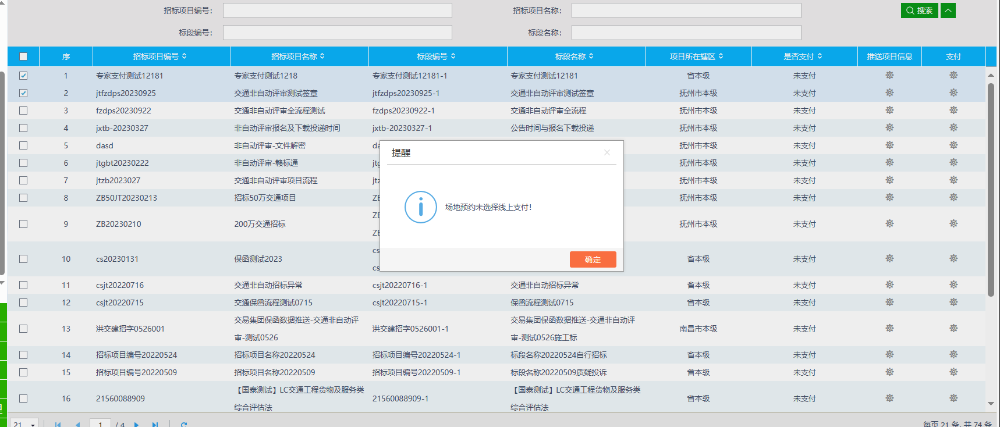 招标项目编号： 招标项目名称： 搜索
标段编号： 标段名称：
序 招标项目编号 招标项目名称 标段编号 标段名称 项目所在辖区 是否支付 推送项目信息 支付
1 专家支付测试12181 专家支付测试1218 专家支付测试12181-1 专家支付测试12181 省本级 未支付
2 jtfzdps20230925 交通非自动评审测试签章 jtfzdps20230925-1 交通非自动评审测试签章 抚州市本级 未支付
3 fzdps20230922 交通非自动评审全流程测试 fzdps20230922-1 交通非自动评审全流程 抚州市本级 未支付
4 jxtb-20230327 非自动评审报名及下载投递时间 jxtb-20230327-1 公告时间与报名下载投递 抚州市本级 未支付
5 dasd 非自动评审-文件解密 da 抚州市本级 未支付
6 jtgbt20230222 非自动评审-赣标通 jtg 抚州市本级 未支付
7 jtzb2023027 交通非自动评审项目流程 jtz 抚州市本级 未支付
8 ZB50JT20230213 招标50万交通项目 ZB 抚州市本级 未支付
9 ZB20230210 200万交通招标 ZB
ZB
抚州市本级 未支付
10 cs20230131 保函测试2023 cs
cs
省本级 未支付
提醒
场地预约未选择线上支付！
确定
11 csjt20220716 交通非自动招标异常 csjt20220716-1 交通非自动招标异常 省本级 未支付
12 csjt20220715 交通保函流程测试0715 csjt20220715-1 保函流程测试0715 省本级 未支付
13 洪交建招字0526001 交易集团保函数据推送-交通非自动评
审-测试0526 洪交建招字0526001-1 交易集团保函数据推送-交通非自动评
审-测试0526施工标 南昌市本级 未支付
14 招标项目编号20220524 招标项目名称20220524 招标项目编号20220524-1 标段名称20220524自行招标 省本级 未支付
15 招标项目编号20220509 招标项目名称20220509 招标项目编号20220509-1 标段名称20220509质疑投诉 省本级 未支付
16 21560088909 【国泰测试】LC交通工程货物及服务类
综合评估法 21560088909-1 【国泰测试】LC交通工程货物及服务类
综合评估法 省本级 未支付
21 1 / 4 每页 21 条, 共 74 条